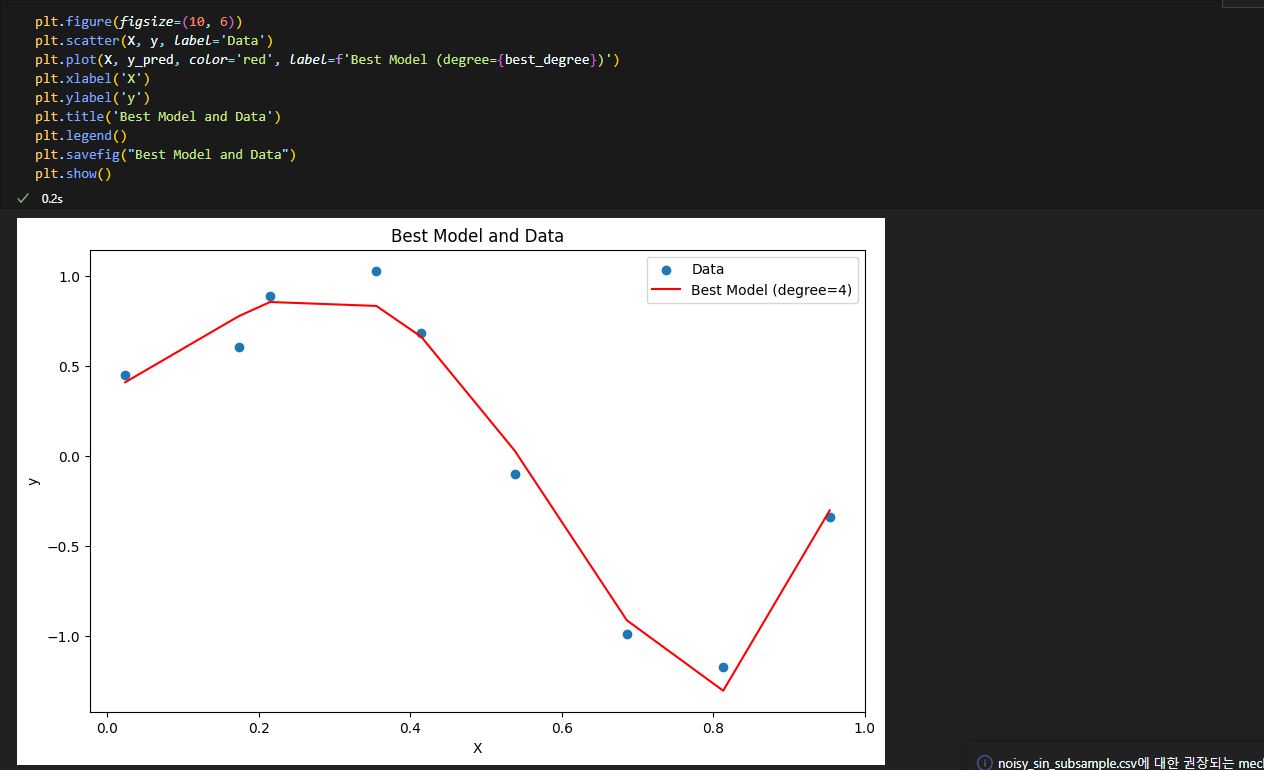 plt.figure(figsize=(10, 6))
plt.scatter(X, y, label='Data')
plt.plot(X, y_pred, color='red', label=f'Best Model (degree={best_degree})')
plt.xlabel('X')
plt.ylabel('y')
plt.title('Best Model and Data')
plt.legend()
plt.savefig("Best Model and Data")
plt.show()
0.2s
Best Model and Data
Data
Best Model (degree=4)
1.0
0.5
0.0
−0.5
−1.0
y
0.0 0.2 0.4 0.6 0.8 1.0
X
noisy_sin_subsample.csv에 대한 권장되는